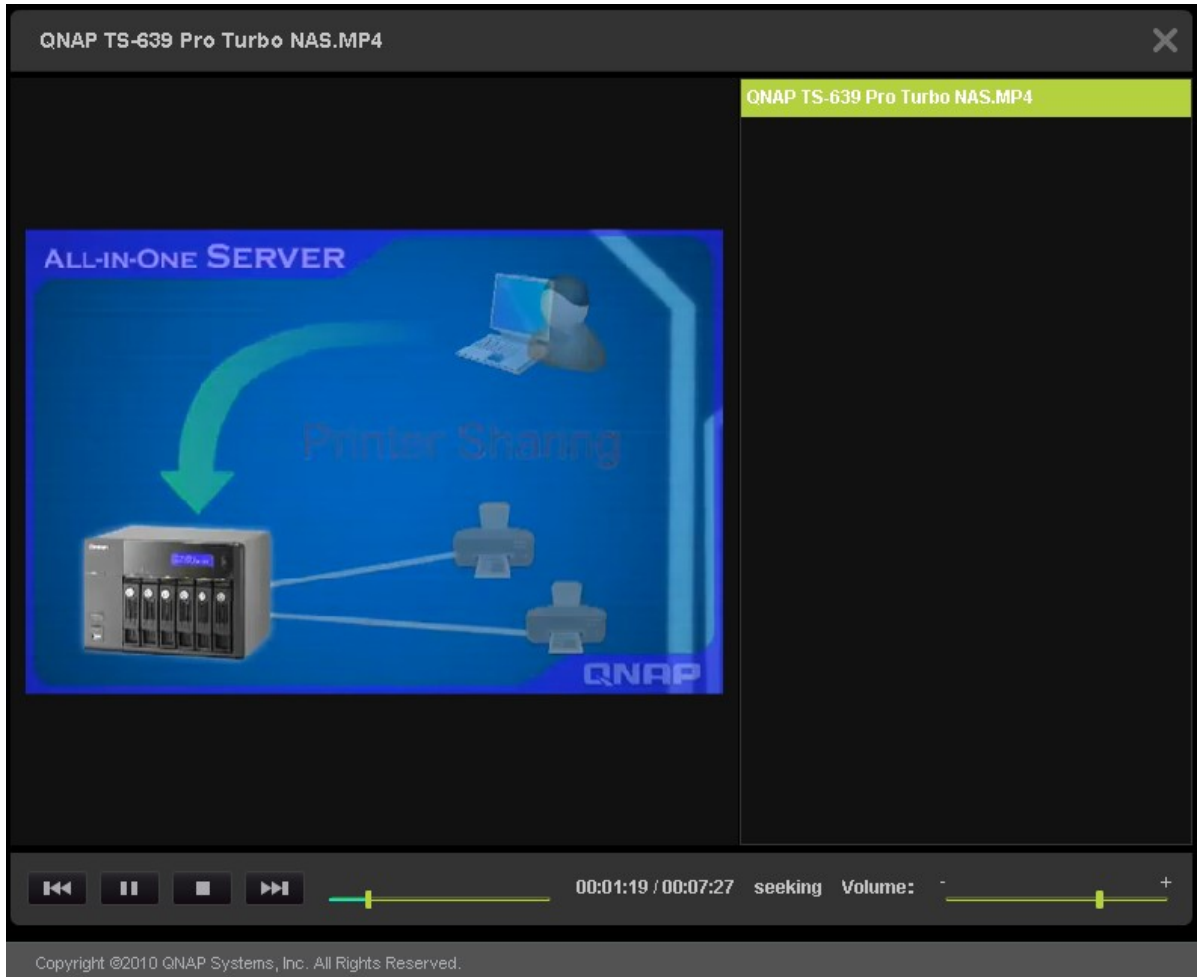 QNAP TS-639 Pro Turbo NAS.MP4
QNAP TS-639 Pro Turbo NAS.MP4
ALL-IN-ONE SERVER
Printer Sharing
QNAP
00:01:19 / 00:07:27 seeking Volume: - +
Copyright ©2010 QNAP Systems, Inc. All Rights Reserved.